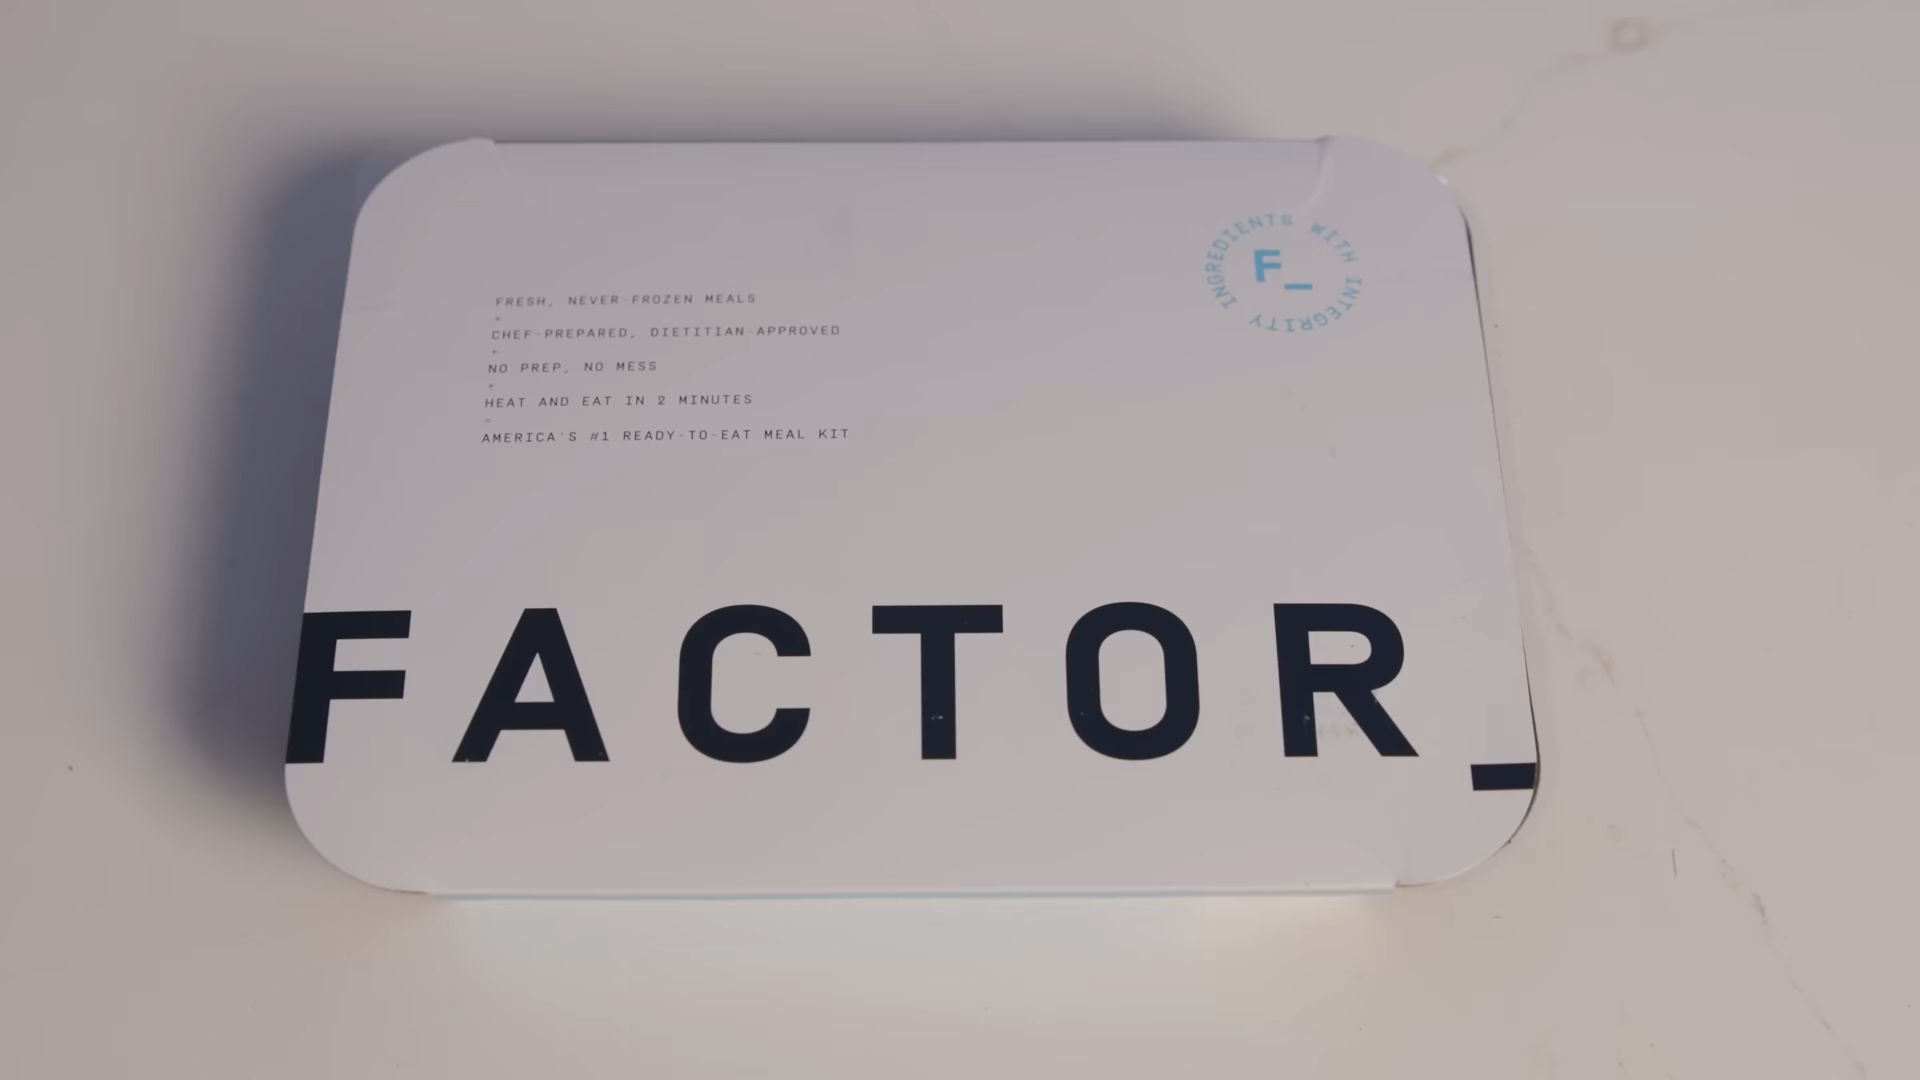 INGREDIENTS WITH INTEGRITY
F_
FRESH, NEVER-FROZEN MEALS
+
CHEF-PREPARED, DIETITIAN-APPROVED
+
NO PREP, NO MESS
+
HEAT AND EAT IN 2 MINUTES
=
AMERICA'S #1 READY-TO-EAT MEAL KIT
FACTOR_